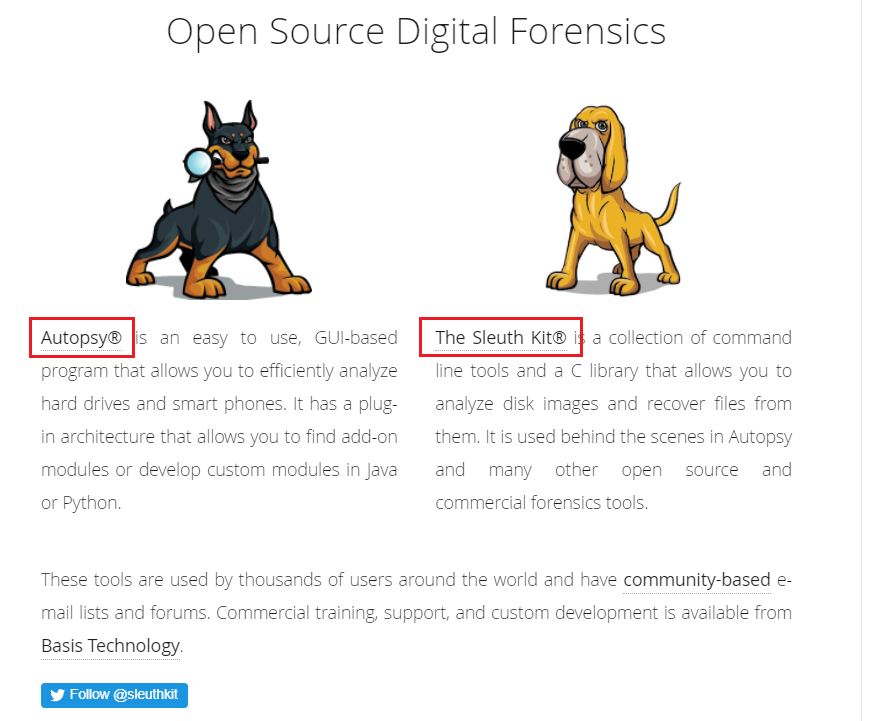 Open Source Digital Forensics
Autopsy® is an easy to use, GUI-based
program that allows you to efficiently analyze
hard drives and smart phones. It has a plug-
in architecture that allows you to find add-on
modules or develop custom modules in Java
or Python.
The Sleuth Kit® is a collection of command
line tools and a C library that allows you to
analyze disk images and recover files from
them. It is used behind the scenes in Autopsy
and many other open source and
commercial forensics tools.
These tools are used by thousands of users around the world and have community-based e-
mail lists and forums. Commercial training, support, and custom development is available from
Basis Technology.
Follow @sleuthkit